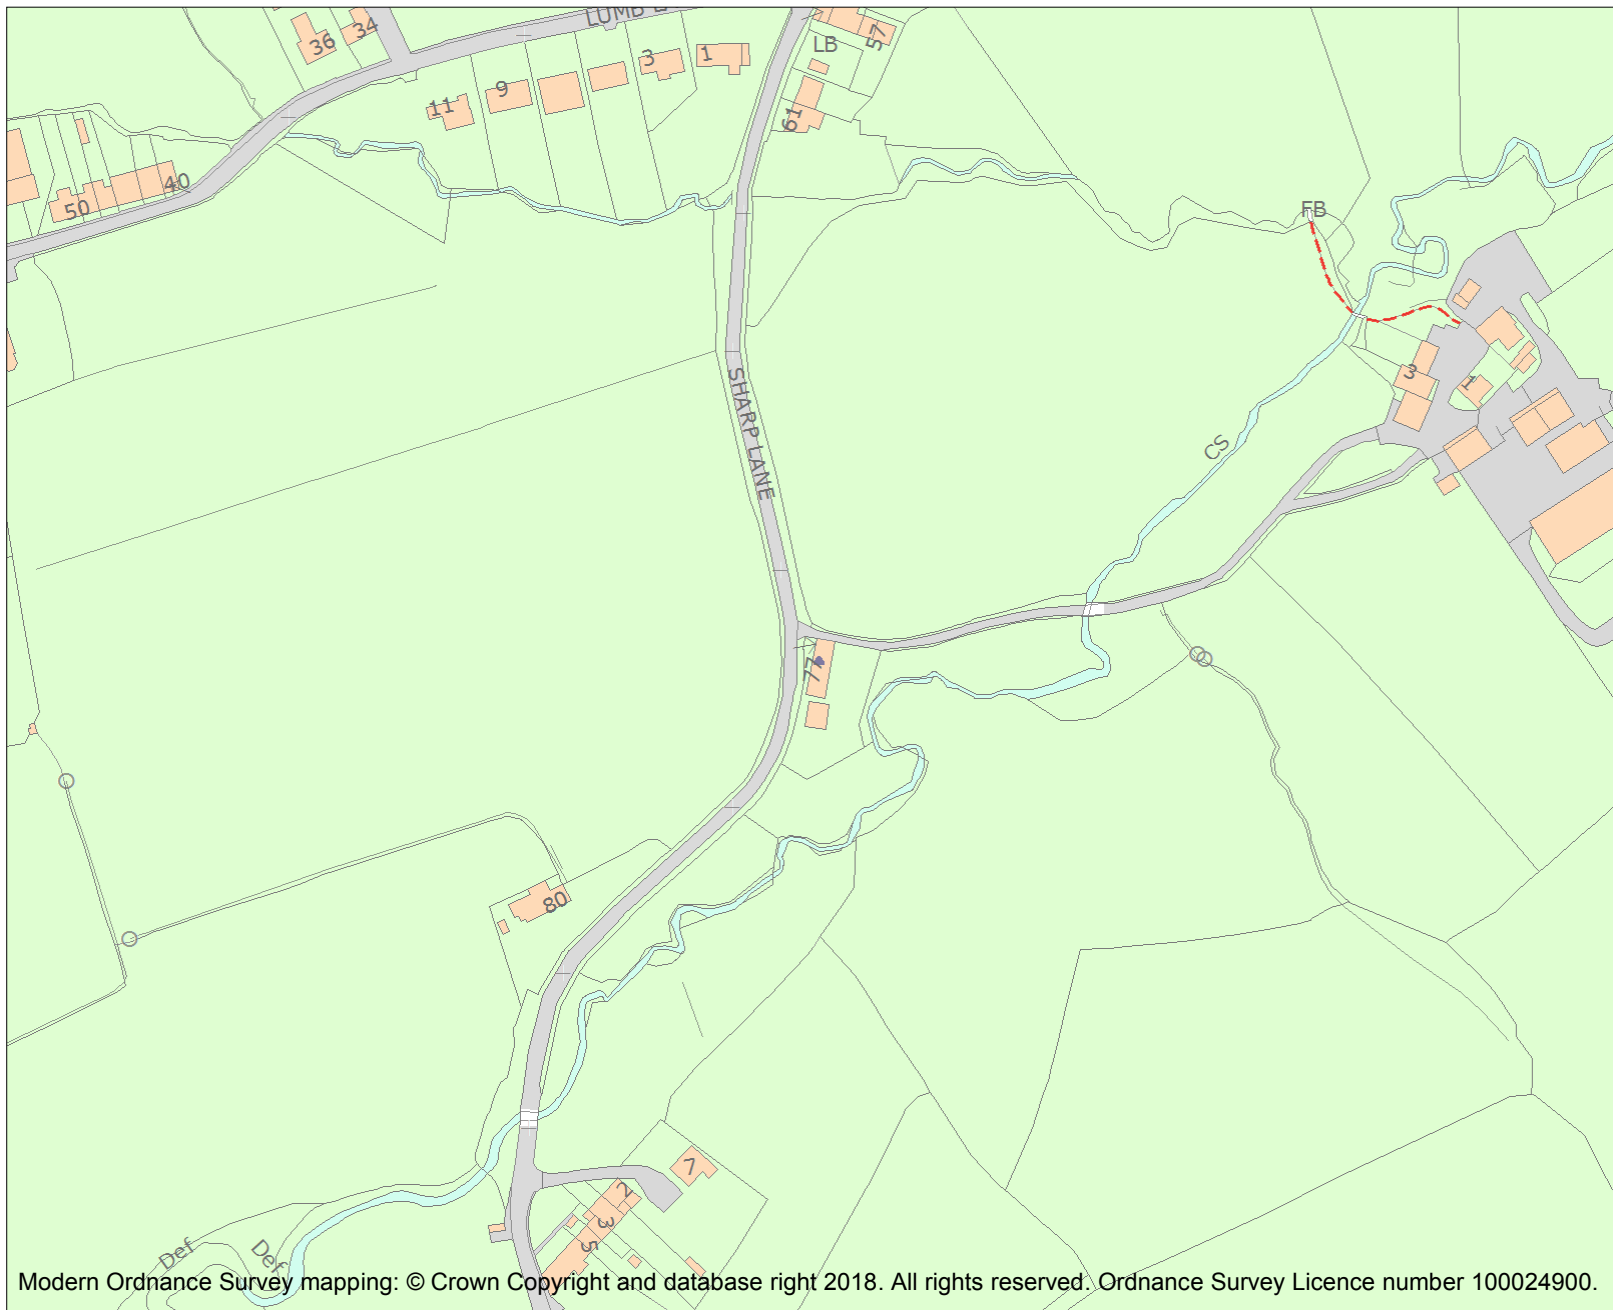 LUMB
36
34
57
LB
3
1
9
11
61
40
50
FB
SHARP LANE
3
1
CS
77
80
7
2
3
5
Def
Def
Modern Ordnance Survey mapping: © Crown Copyright and database right 2018. All rights reserved. Ordnance Survey Licence number 100024900.